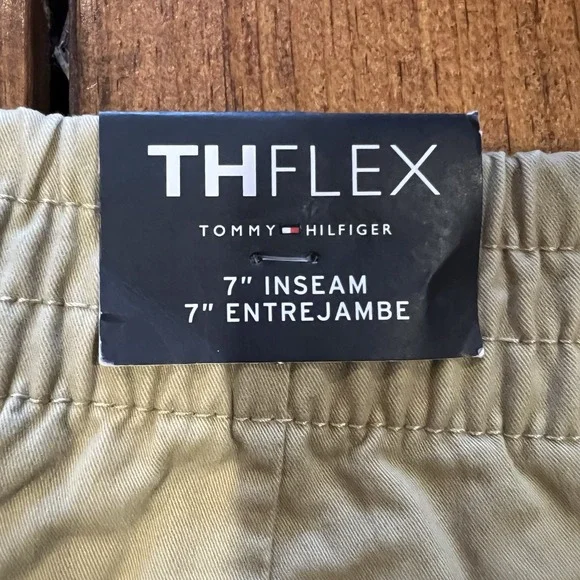 THFLEX
TOMMY HILFIGER
7" INSEAM
7" ENTREJAMBE